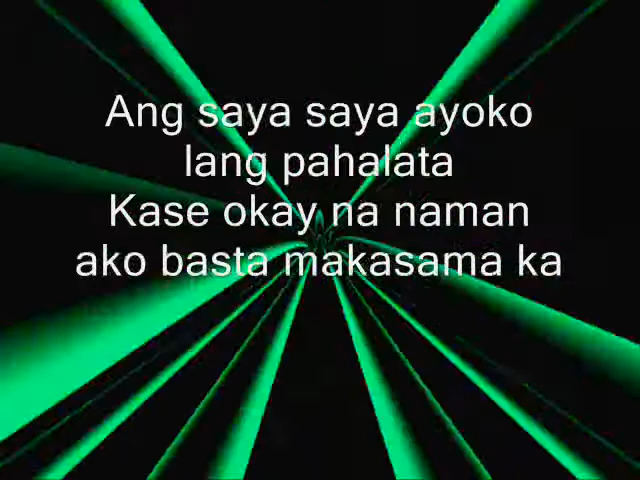 Ang saya saya ayoko
lang pahalata
Kase okay na naman
ako basta makasama ka